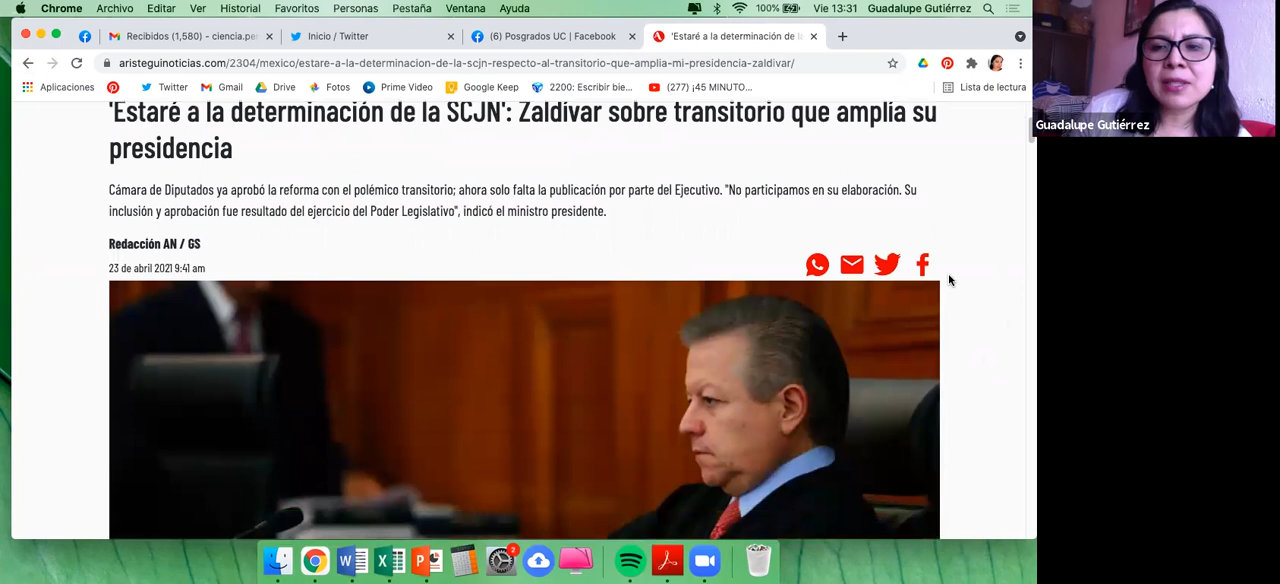 Chrome Archivo Editar Ver Historial Favoritos Personas Pestaña Ventana Ayuda 100% Vie 13:31 Guadalupe Gutiérrez
Recibidos (1,580) - ciencia.pe Inicio / Twitter (6) Posgrados UC | Facebook 'Estaré a la determinación de la
aristeguinoticias.com/2304/mexico/estare-a-la-determinacion-de-la-scjn-respecto-al-transitorio-que-amplia-mi-presidencia-zaldivar/
Aplicaciones Twitter Gmail Drive Fotos Prime Video Google Keep 2200: Escribir bie... (277) ¡45 MINUTO... Lista de lectura
Guadalupe Gutiérrez
'Estaré a la determinación de la SCJN': Zaldívar sobre transitorio que amplía su
presidencia
Cámara de Diputados ya aprobó la reforma con el polémico transitorio; ahora solo falta la publicación por parte del Ejecutivo. "No participamos en su elaboración. Su
inclusión y aprobación fue resultado del ejercicio del Poder Legislativo", indicó el ministro presidente.
Redacción AN / GS
23 de abril 2021 9:41 am
2